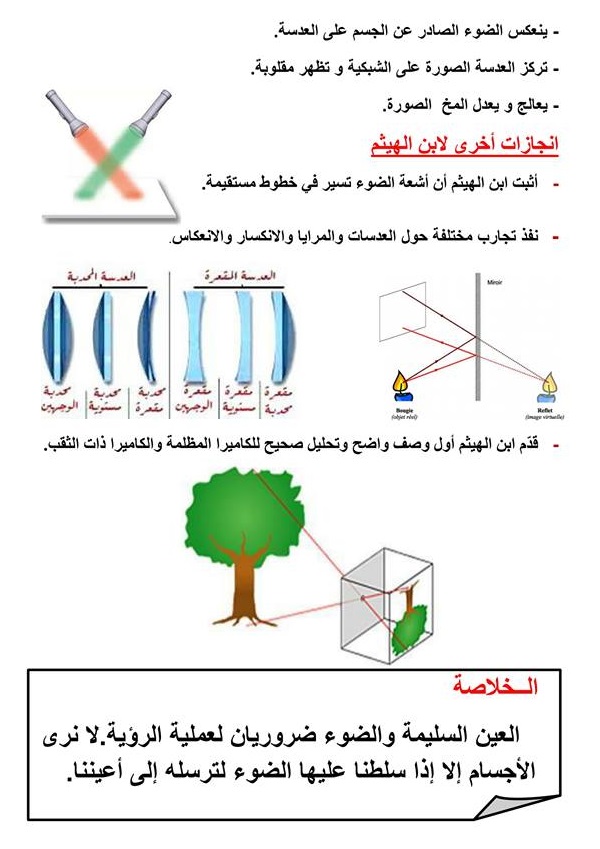 - ينعكس الضوء الصادر عن الجسم على العدسة.
- تركز العدسة الصورة على الشبكية و تظهر مقلوبة.
- يعالج و يعدل المخ الصورة.
انجازات أخرى لابن الهيثم
- أثبت ابن الهيثم أن أشعة الضوء تسير في خطوط مستقيمة.
- نفذ تجارب مختلفة حول العدسات والمرايا والانكسار والانعكاس.
العدسة المقعرة العدسة المحدبة
مقعرة محدبة
مقعرة مستوية
مقعرة الوجهين
محدبة مقعرة
محدبة مستوية
محدبة الوجهين
Miroir
Bougie
(objet réel)
Reflet
(image virtuelle)
- قدّم ابن الهيثم أول وصف واضح وتحليل صحيح للكاميرا المظلمة والكاميرا ذات الثقب.
الـخلاصة
العين السليمة والضوء ضروريان لعملية الرؤية.لا نرى
الأجسام إلا إذا سلطنا عليها الضوء لترسله إلى أعيننا.